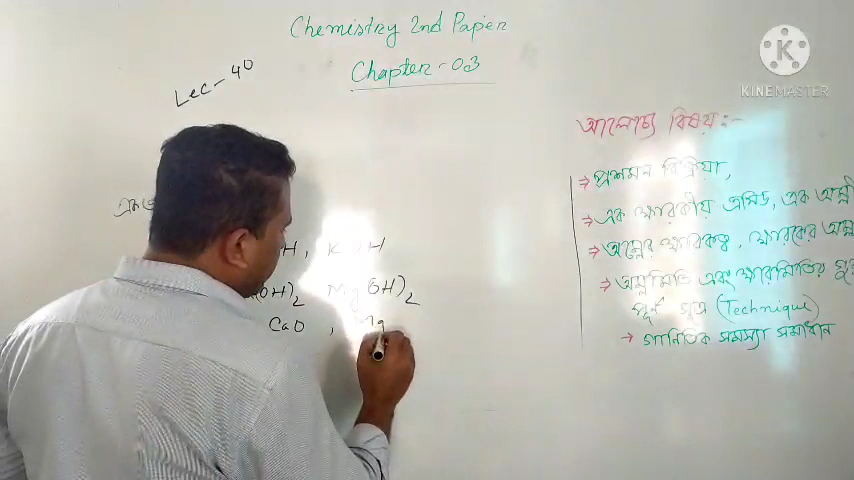 Chemistry 2nd Paper
Chapter-03
Lec-40
KINEMASTER
আলোচ্য বিষয়:-
⇒ প্রশমন বিক্রিয়া,
⇒ এক ক্ষারকীয় এসিড, এক অম্লী
⇒ অম্লের ক্ষারকত্ব, ক্ষারকের অম্ল
⇒ অম্লমিতি এবং ক্ষারমিতির
সূত্র (Technique)
→ গানিতিক সমস্যা সমাধান
H, KOH
(OH)2 Mg(OH)2
CaO, Mg